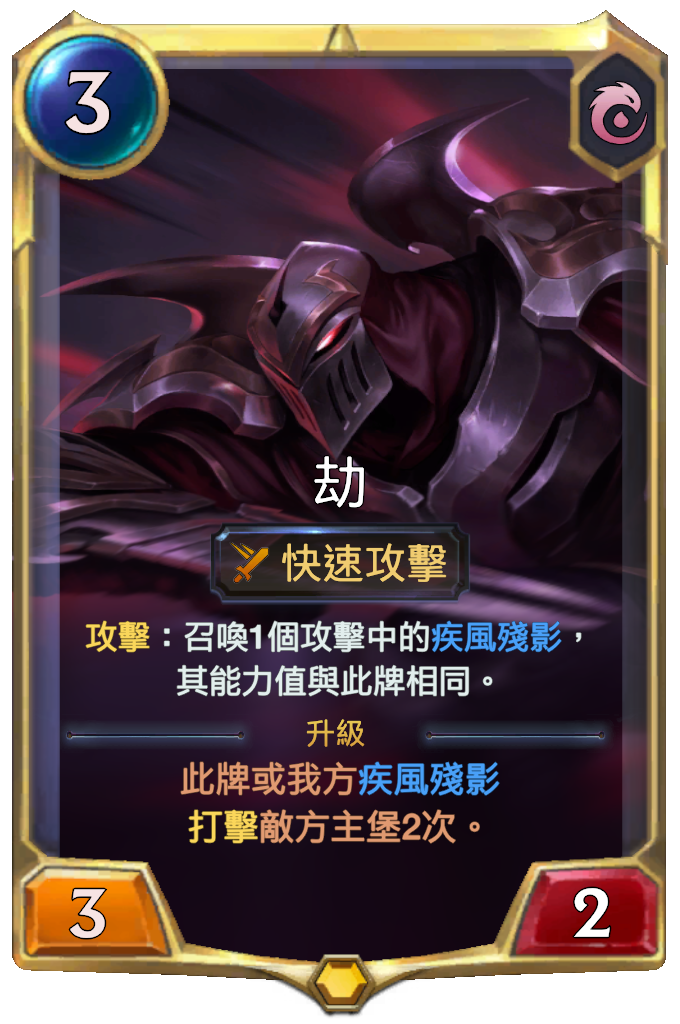 3
劫
快速攻擊
攻擊：召喚1個攻擊中的疾風殘影，
其能力值與此牌相同。
升級
此牌或我方疾風殘影
打擊敵方主堡2次。
3
2